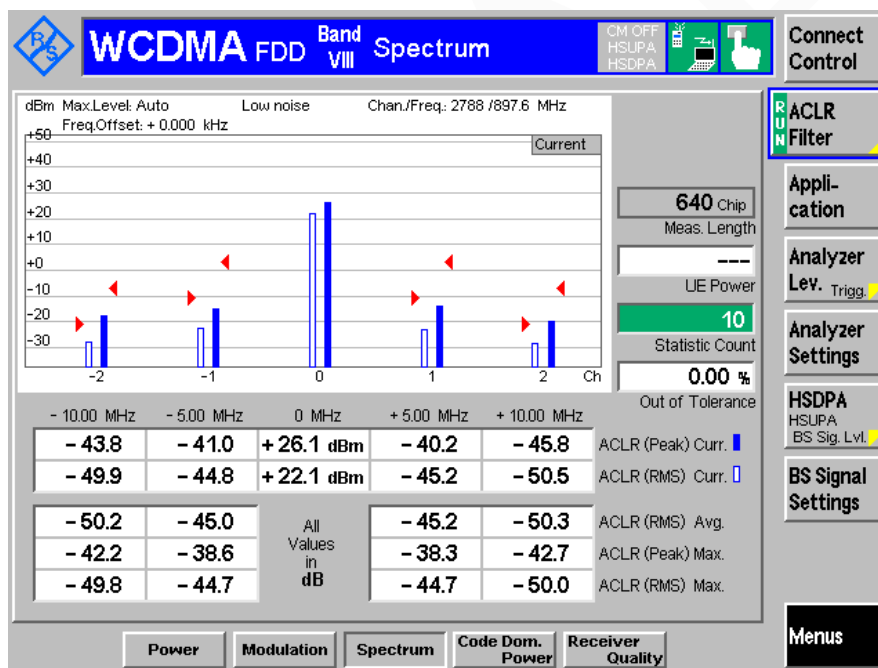 R/S
WCDMA FDD Band VIII Spectrum
CM OFF
HSUPA
HSDPA
Connect Control
dBm Max.Level: Auto Low noise Chan./Freq.: 2788 /897.6 MHz
Freq.Offset: + 0.000 kHz
Current
+50
+40
+30
+20
+10
+0
-10
-20
-30
-2 -1 0 1 2 Ch
640 Chip
Meas. Length
---
UE Power
10
Statistic Count
0.00 %
Out of Tolerance
- 10.00 MHz - 5.00 MHz 0 MHz + 5.00 MHz + 10.00 MHz
- 43.8 - 41.0 + 26.1 dBm - 40.2 - 45.8 ACLR (Peak) Curr.
- 49.9 - 44.8 + 22.1 dBm - 45.2 - 50.5 ACLR (RMS) Curr.
- 50.2 - 45.0 - 45.2 - 50.3 ACLR (RMS) Avg.
- 42.2 - 38.6 - 38.3 - 42.7 ACLR (Peak) Max.
- 49.8 - 44.7 - 44.7 - 50.0 ACLR (RMS) Max.
All
Values
in
dB
RUN
ACLR
Filter
Appli-
cation
Analyzer
Lev. Trigg.
Analyzer
Settings
HSDPA
HSUPA
BS Sig. Lvl.
BS Signal
Settings
Menus
Power
Modulation
Spectrum
Code Dom.
Power
Receiver
Quality